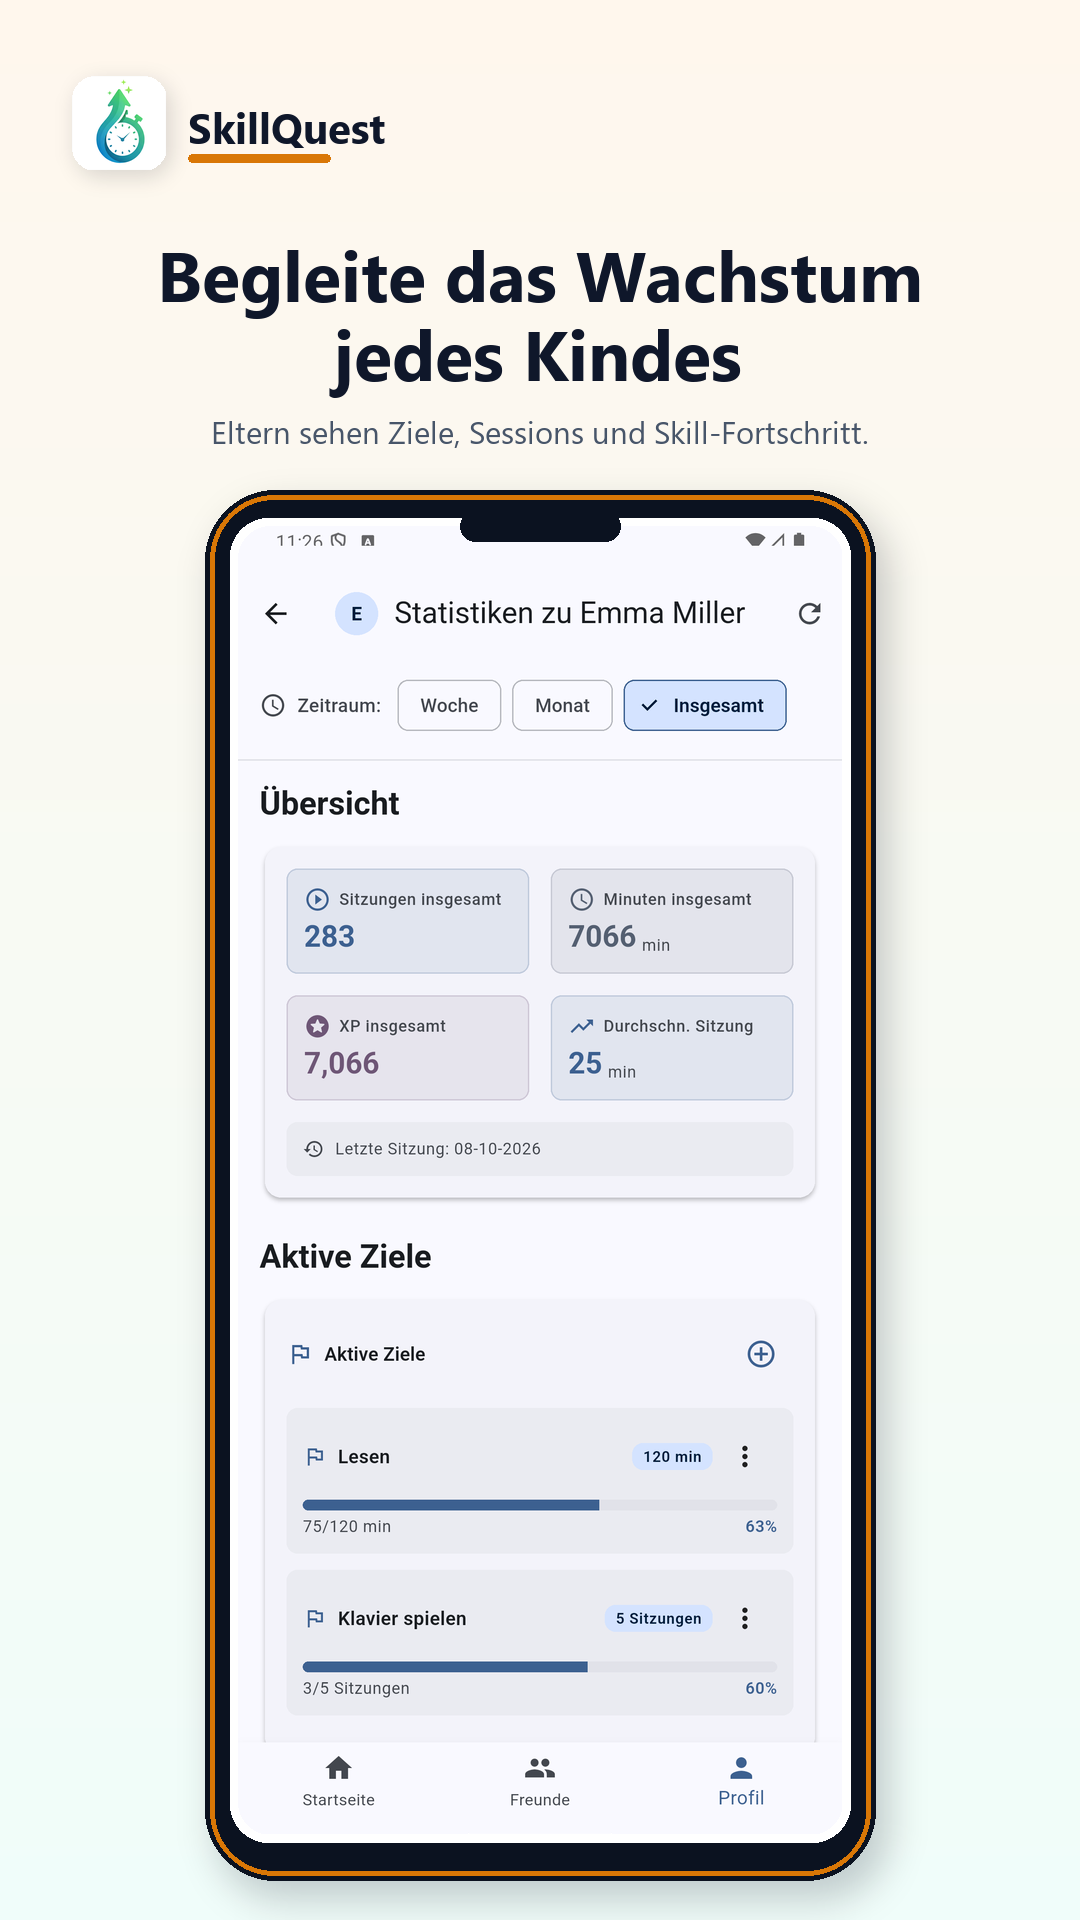 SkillQuest
Begleite das Wachstum
jedes Kindes
Eltern sehen Ziele, Sessions und Skill-Fortschritt.
11:26
E Statistiken zu Emma Miller
Zeitraum: Woche Monat Insgesamt
Übersicht
Sitzungen insgesamt
283
Minuten insgesamt
7066 min
XP insgesamt
7,066
Durchschn. Sitzung
25 min
Letzte Sitzung: 08-10-2026
Aktive Ziele
Aktive Ziele
Lesen 120 min
75/120 min 63%
Klavier spielen 5 Sitzungen
3/5 Sitzungen 60%
Startseite Freunde Profil